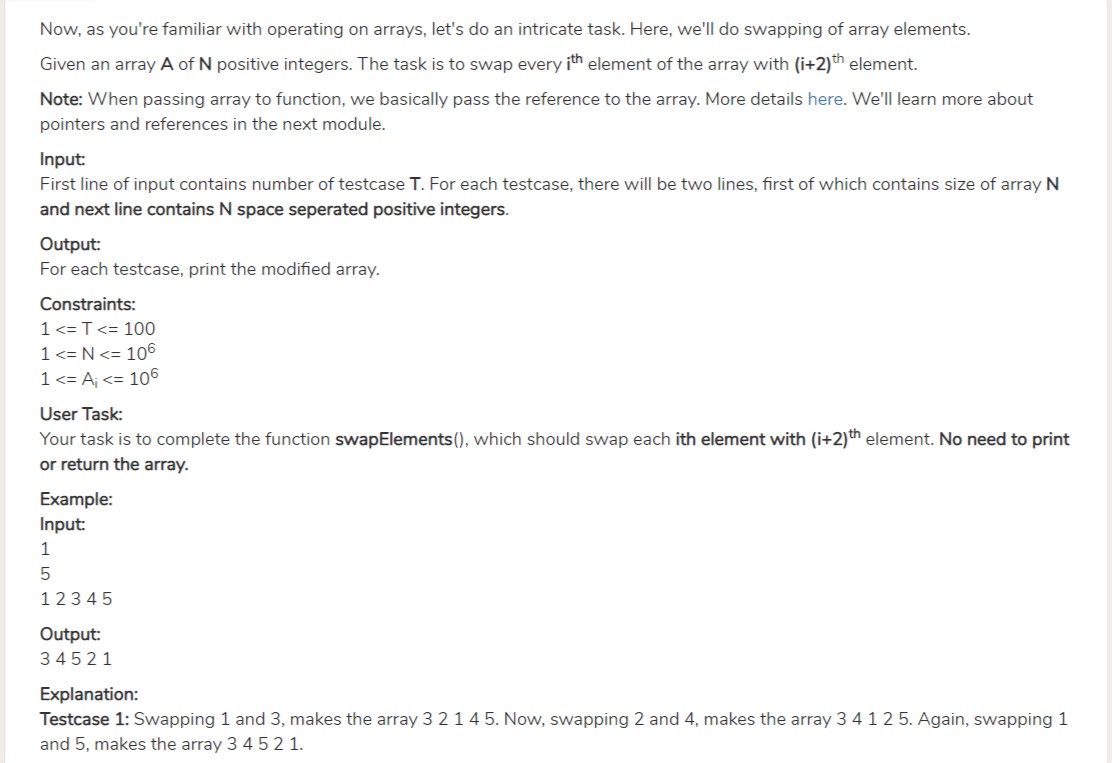 Now, as you're familiar with operating on arrays, let's do an intricate task. Here, we'll do swapping of array elements.
Given an array A of N positive integers. The task is to swap every ith element of the array with (i+2)th element.
Note: When passing array to function, we basically pass the reference to the array. More details here. We'll learn more about
pointers and references in the next module.
Input:
First line of input contains number of testcase T. For each testcase, there will be two lines, first of which contains size of array N
and next line contains N space seperated positive integers.
Output:
For each testcase, print the modified array.
Constraints:
1 <= T <= 100
1 <= N <= 10^6
1 <= Ai <= 10^6
User Task:
Your task is to complete the function swapElements(), which should swap each ith element with (i+2)th element. No need to print
or return the array.
Example:
Input:
1
5
1 2 3 4 5
Output:
3 4 5 2 1
Explanation:
Testcase 1: Swapping 1 and 3, makes the array 3 2 1 4 5. Now, swapping 2 and 4, makes the array 3 4 1 2 5. Again, swapping 1
and 5, makes the array 3 4 5 2 1.